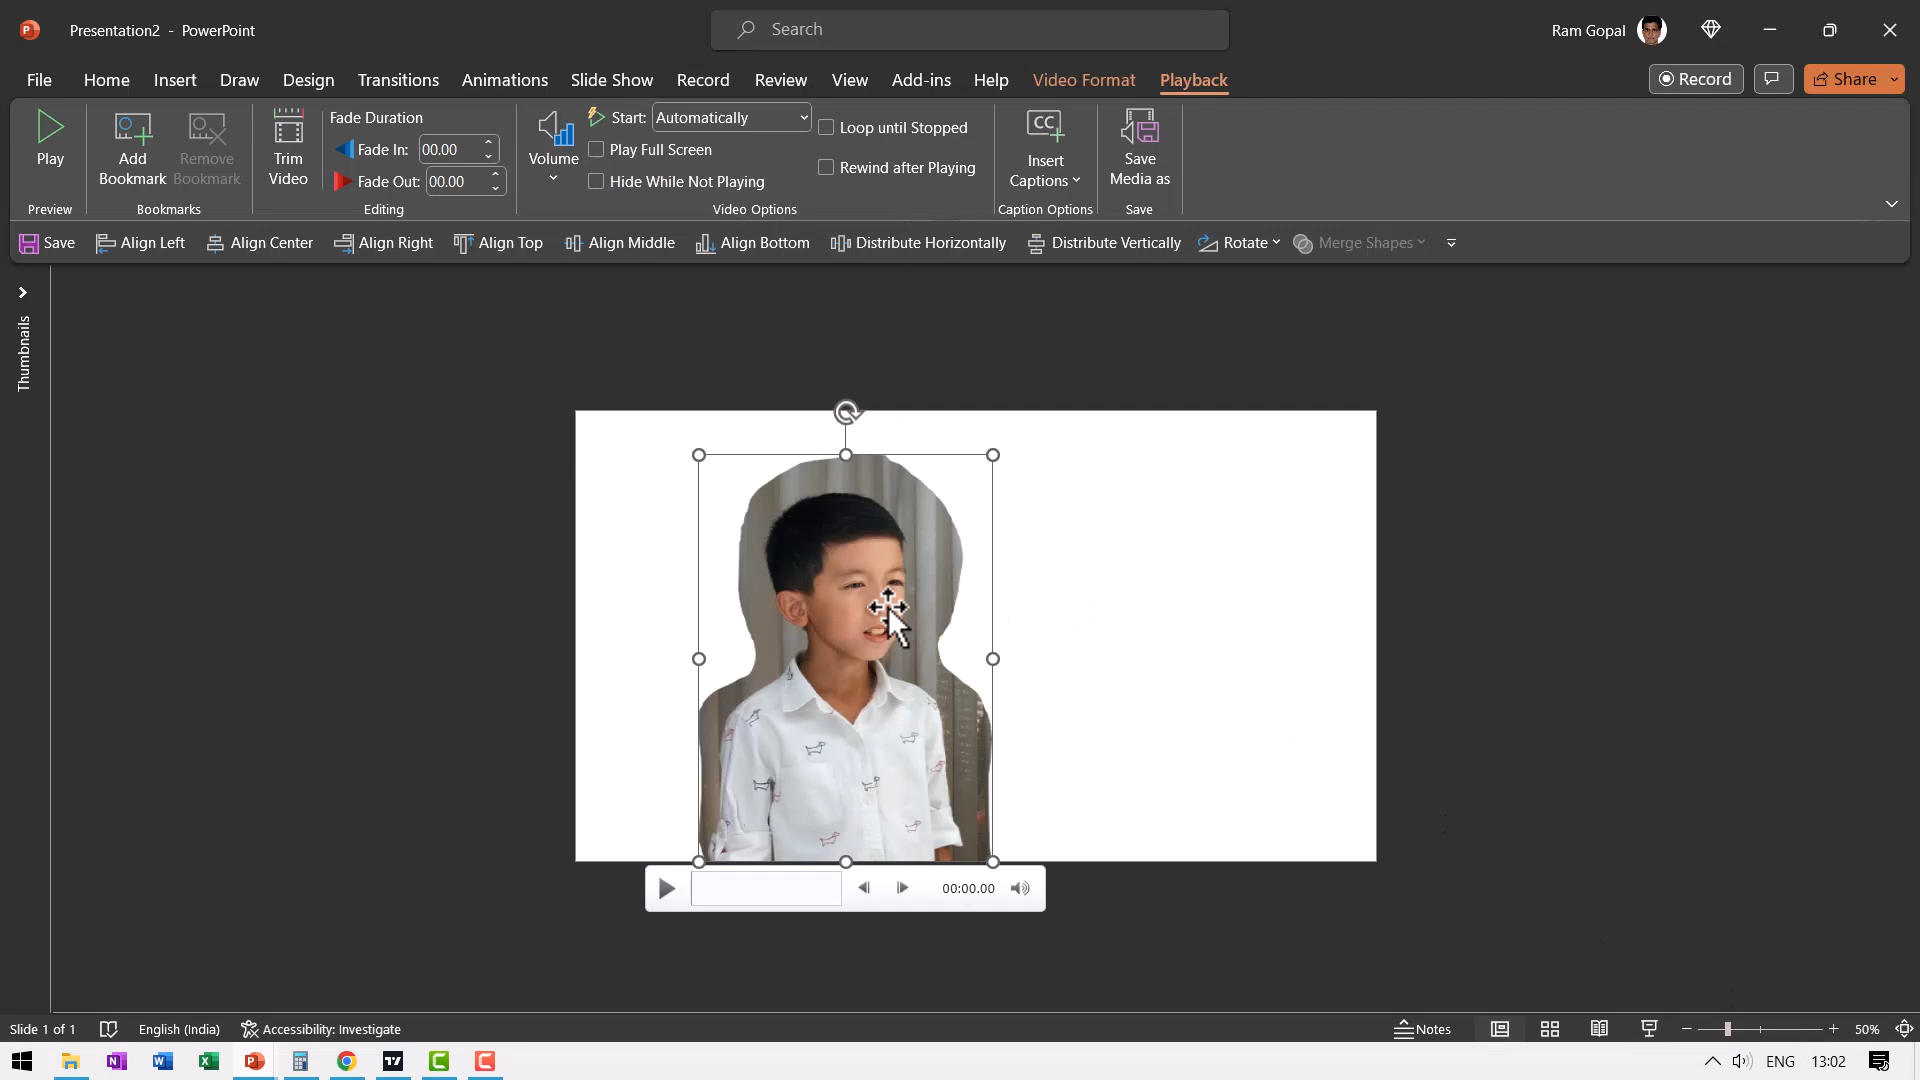 Presentation2 - PowerPoint
Search
Ram Gopal
File Home Insert Draw Design Transitions Animations Slide Show Record Review View Add-ins Help Video Format Playback
Record
Share
Play
Add Bookmark
Remove Bookmark
Trim Video
Fade Duration
Fade In: 00.00
Fade Out: 00.00
Volume
Start: Automatically
Play Full Screen
Hide While Not Playing
Loop until Stopped
Rewind after Playing
CC
Insert Captions
Save Media as
Preview Bookmarks Editing Video Options Caption Options Save
Save Align Left Align Center Align Right Align Top Align Middle Align Bottom Distribute Horizontally Distribute Vertically Rotate Merge Shapes
Thumbnails
00:00.00
Slide 1 of 1 English (India) Accessibility: Investigate Notes 50%
ENG 13:02